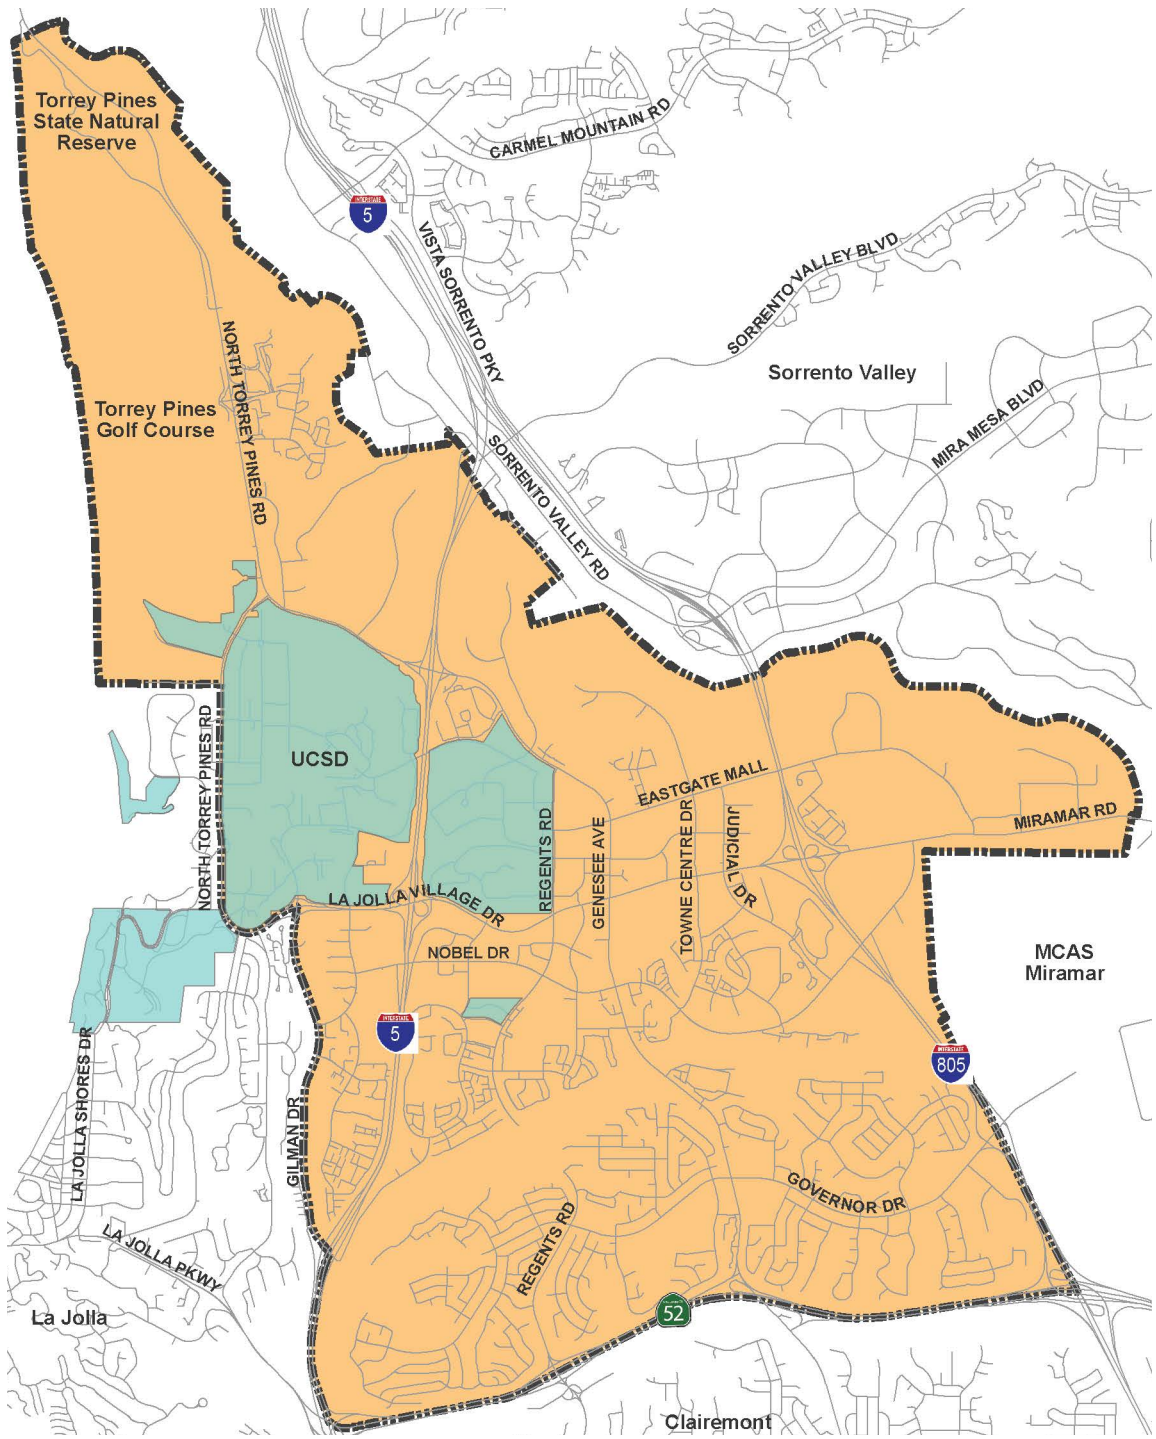 Torrey Pines
State Natural
Reserve
CARMEL MOUNTAIN RD
INTERSTATE
5
VISTA SORRENTO PKY
SORRENTO VALLEY BLVD
NORTH TORREY PINES RD
Sorrento Valley
Torrey Pines
Golf Course
MIRA MESA BLVD
SORRENTO VALLEY RD
NORTH TORREY PINES RD
UCSD
EASTGATE MALL
MIRAMAR RD
REGENTS RD
GENESEE AVE
TOWNE CENTRE DR
JUDICIAL DR
LA JOLLA VILLAGE DR
NOBEL DR
MCAS
Miramar
INTERSTATE
5
INTERSTATE
805
LA JOLLA SHORES DR
GILMAN DR
GOVERNOR DR
REGENTS RD
LA JOLLA PKWY
La Jolla
52
Clairemont